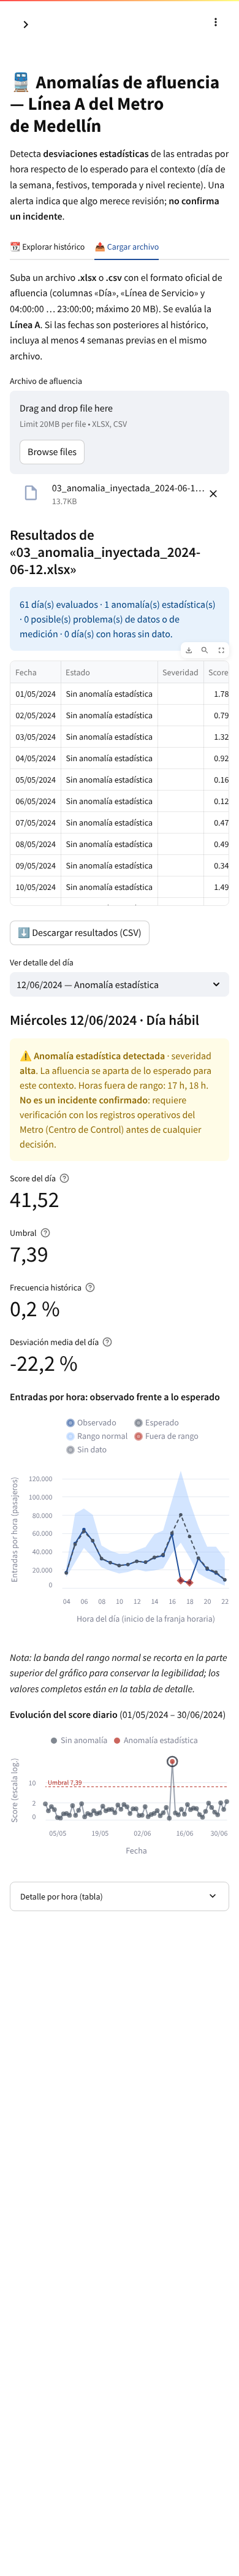 🚆 Anomalías de afluencia
— Línea A del Metro
de Medellín
Detecta desviaciones estadísticas de las entradas por
hora respecto de lo esperado para el contexto (día de
la semana, festivos, temporada y nivel reciente). Una
alerta indica que algo merece revisión; no confirma
un incidente.
📆 Explorar histórico 📤 Cargar archivo
Suba un archivo .xlsx o .csv con el formato oficial de
afluencia (columnas «Día», «Línea de Servicio» y
04:00:00 … 23:00:00; máximo 20 MB). Se evalúa la
Línea A. Si las fechas son posteriores al histórico,
incluya al menos 4 semanas previas en el mismo
archivo.
Archivo de afluencia
Drag and drop file here
Limit 20MB per file • XLSX, CSV
Browse files
03_anomalia_inyectada_2024-06-1...
13.7KB
Resultados de
«03_anomalia_inyectada_2024-
06-12.xlsx»
61 día(s) evaluados · 1 anomalía(s) estadística(s)
· 0 posible(s) problema(s) de datos o de
medición · 0 día(s) con horas sin dato.
Fecha Estado Severidad Score
01/05/2024 Sin anomalía estadística 1.78
02/05/2024 Sin anomalía estadística 0.79
03/05/2024 Sin anomalía estadística 1.32
04/05/2024 Sin anomalía estadística 0.92
05/05/2024 Sin anomalía estadística 0.16
06/05/2024 Sin anomalía estadística 0.12
07/05/2024 Sin anomalía estadística 0.47
08/05/2024 Sin anomalía estadística 0.49
09/05/2024 Sin anomalía estadística 0.34
10/05/2024 Sin anomalía estadística 1.49
⬇️ Descargar resultados (CSV)
Ver detalle del día
12/06/2024 — Anomalía estadística
Miércoles 12/06/2024 · Día hábil
⚠️ Anomalía estadística detectada · severidad
alta. La afluencia se aparta de lo esperado para
este contexto. Horas fuera de rango: 17 h, 18 h.
No es un incidente confirmado: requiere
verificación con los registros operativos del
Metro (Centro de Control) antes de cualquier
decisión.
Score del día
41,52
Umbral
7,39
Frecuencia histórica
0,2 %
Desviación media del día
-22,2 %
Entradas por hora: observado frente a lo esperado
Observado Esperado
Rango normal Fuera de rango
Sin dato
Entradas por hora (pasajeros)
120.000
100.000
80.000
60.000
40.000
20.000
0
04 06 08 10 12 14 16 18 20 22
Hora del día (inicio de la franja horaria)
Nota: la banda del rango normal se recorta en la parte
superior del gráfico para conservar la legibilidad; los
valores completos están en la tabla de detalle.
Evolución del score diario (01/05/2024 – 30/06/2024)
Sin anomalía Anomalía estadística
Score (escala log.)
10
2
0
Umbral 7,39
05/05 19/05 02/06 16/06 30/06
Fecha
Detalle por hora (tabla)